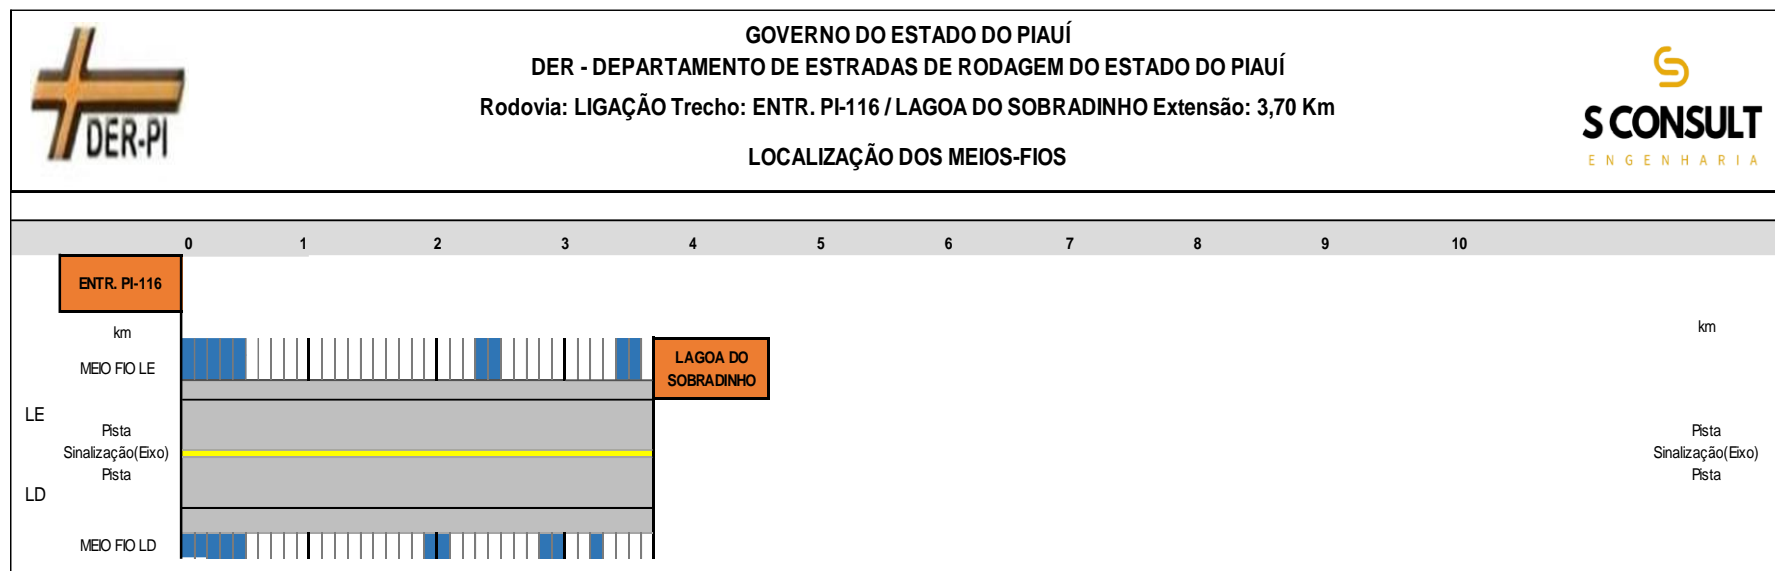 GOVERNO DO ESTADO DO PIAUÍ
DER - DEPARTAMENTO DE ESTRADAS DE RODAGEM DO ESTADO DO PIAUÍ
Rodovia: LIGAÇÃO Trecho: ENTR. PI-116 / LAGOA DO SOBRADINHO Extensão: 3,70 Km
LOCALIZAÇÃO DOS MEIOS-FIOS
DER-PI
S CONSULT
ENGENHARIA
0 1 2 3 4 5 6 7 8 9 10
ENTR. PI-116
km
km
MEIO FIO LE
LAGOA DO
SOBRADINHO
LE
Pista
Pista
Sinalização(Eixo)
Sinalização(Eixo)
Pista
Pista
LD
MEIO FIO LD